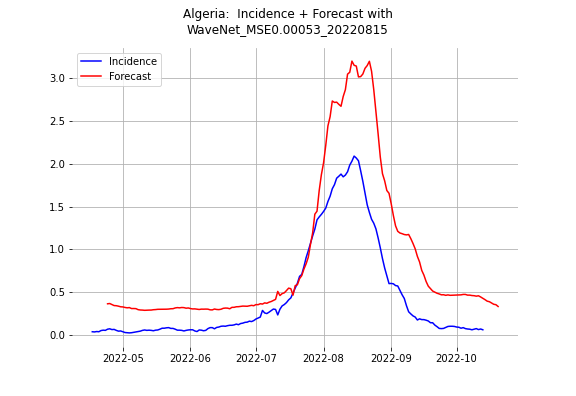 Algeria:  Incidence + Forecast with
WaveNet_MSE0.00053_20220815
Incidence
Forecast
3.0
2.5
2.0
1.5
1.0
0.5
0.0
2022-05 2022-06 2022-07 2022-08 2022-09 2022-10